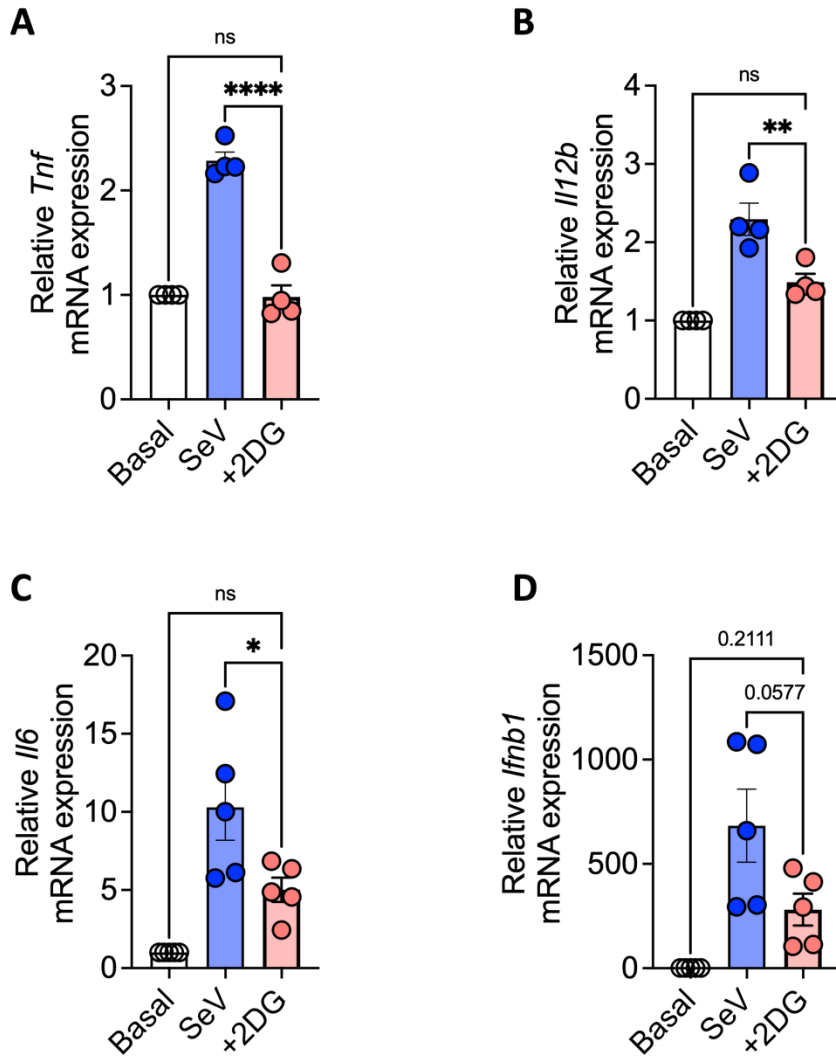 A
ns
****
Relative Tnf
mRNA expression
3
2
1
0
Basal
SeV
+2DG
B
ns
**
Relative Il12b
mRNA expression
4
3
2
1
0
Basal
SeV
+2DG
C
ns
*
Relative Il6
mRNA expression
20
15
10
5
0
Basal
SeV
+2DG
D
0.2111
0.0577
Relative Ifnb1
mRNA expression
1500
1000
500
0
Basal
SeV
+2DG